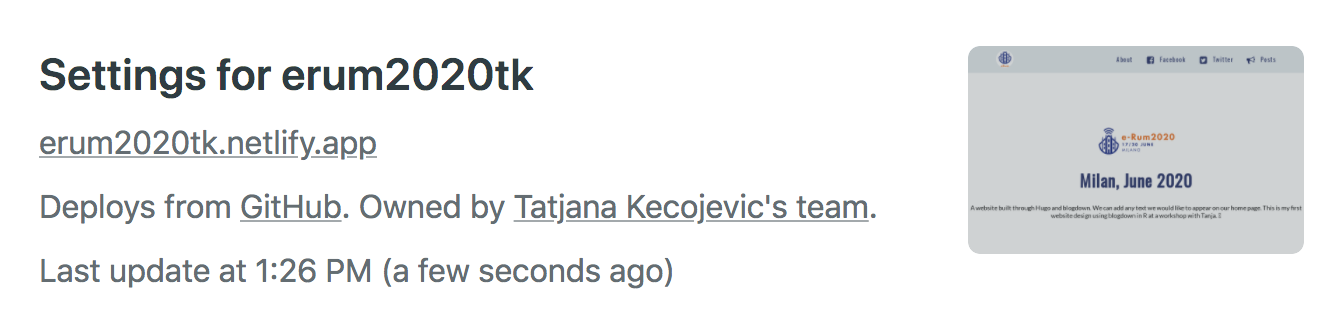 Settings for erum2020tk
erum2020tk.netlify.app
Deploys from GitHub. Owned by Tatjana Kecojevic's team.
Last update at 1:26 PM (a few seconds ago)
About Facebook Twitter Posts
e-Rum2020
17/20 JUNE
MILANO
Milan, June 2020
A website built through Hugo and blogdown. We can add any text we would like to appear on our home page. This is my first
website design using blogdown in R at a workshop with Tanja.